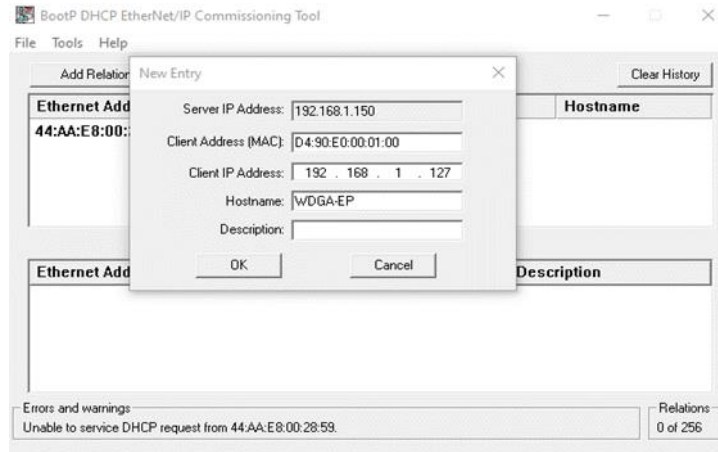 BootP DHCP EtherNet/IP Commissioning Tool
File Tools Help
Add Relation
New Entry
Clear History
Ethernet Add
Hostname
44:AA:E8:00:
Server IP Address: 192.168.1.150
Client Address (MAC): D4:90:E0:00:01:00
Client IP Address: 192 . 168 . 1 . 127
Hostname: WDGA-EP
Description:
OK Cancel
Ethernet Add
Description
Errors and warnings
Unable to service DHCP request from 44:AA:E8:00:28:59.
Relations
0 of 256